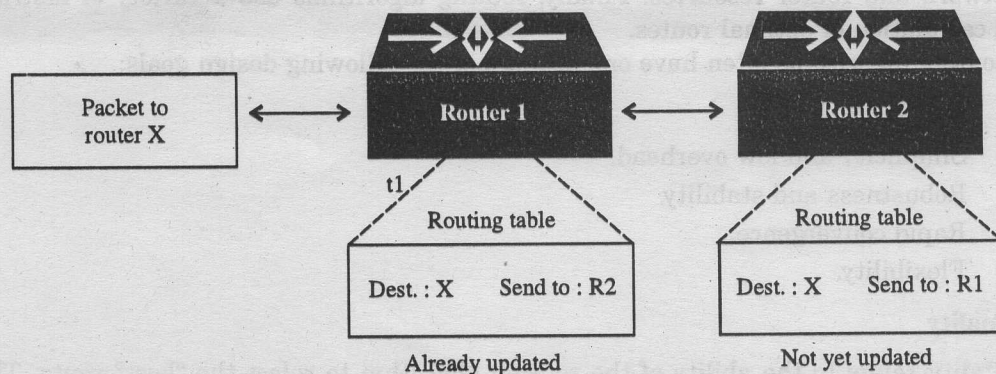 Packet to
router X
Router 1
Router 2
t1
Routing table
Routing table
Dest. : X Send to : R2
Dest. : X Send to : R1
Already updated
Not yet updated